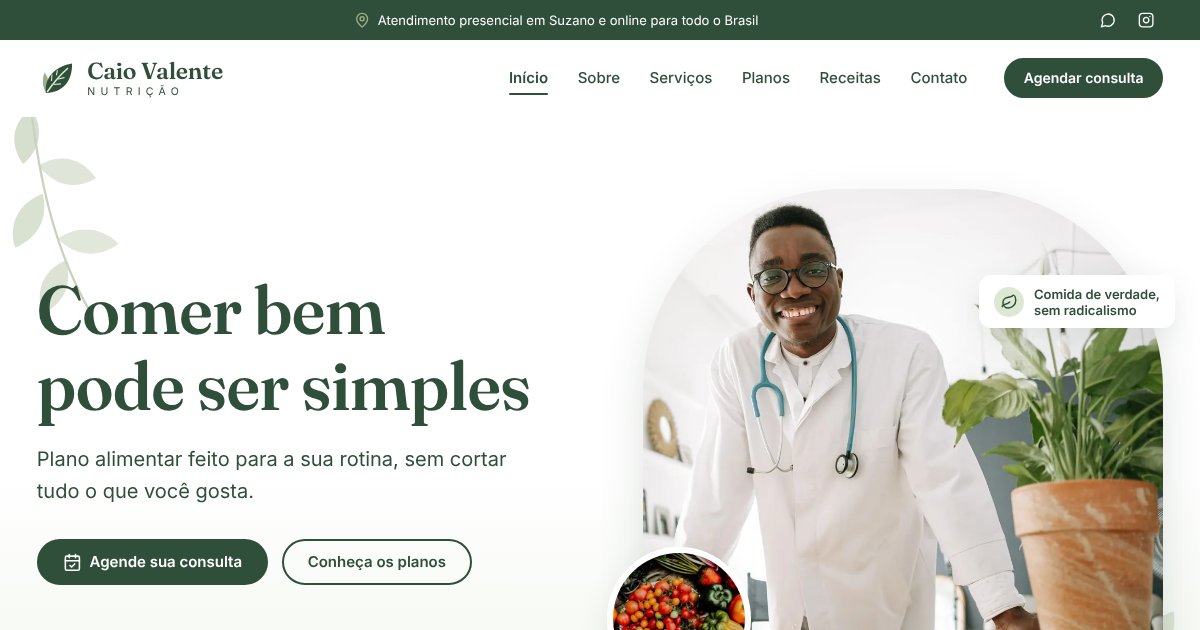 Atendimento presencial em Suzano e online para todo o Brasil
Caio Valente
NUTRIÇÃO
Início
Sobre
Serviços
Planos
Receitas
Contato
Agendar consulta
Comer bem
pode ser simples
Plano alimentar feito para a sua rotina, sem cortar
tudo o que você gosta.
Agende sua consulta
Conheça os planos
Comida de verdade,
sem radicalismo